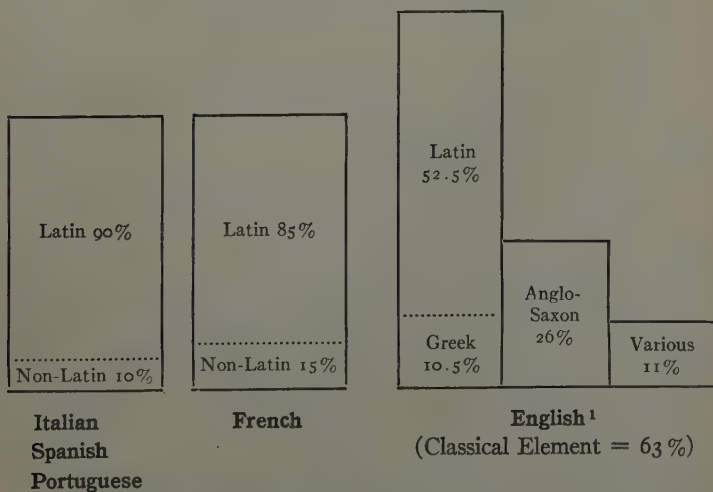 Latin 90%
Non-Latin 10%
Italian
Spanish
Portuguese
Latin 85%
Non-Latin 15%
French
Latin
52.5%
Greek
10.5%
Anglo-
Saxon
26%
Various
11%
English¹
(Classical Element = 63%)